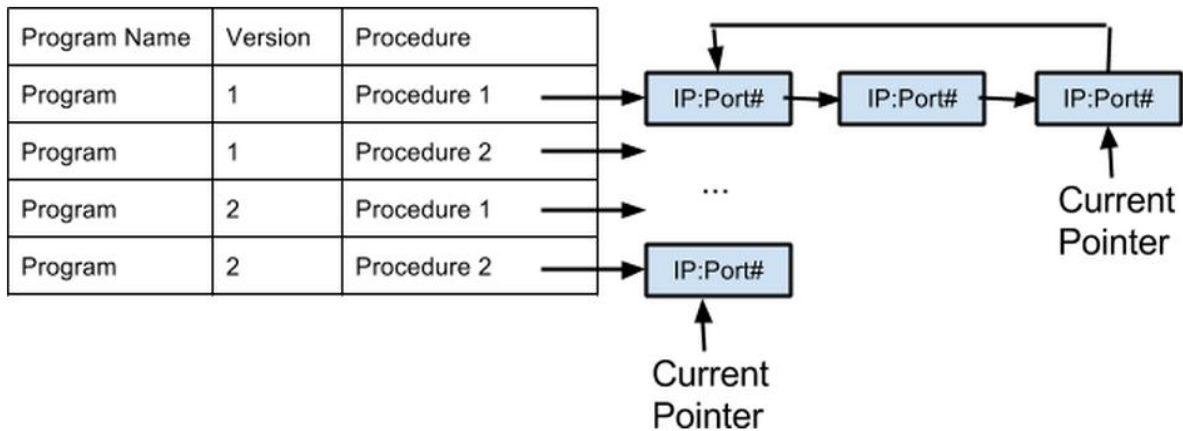 Program Name Version Procedure
Program 1 Procedure 1 IP:Port# IP:Port# IP:Port#
Program 1 Procedure 2
...
Program 2 Procedure 1
Current
Pointer
Program 2 Procedure 2 IP:Port#
Current
Pointer